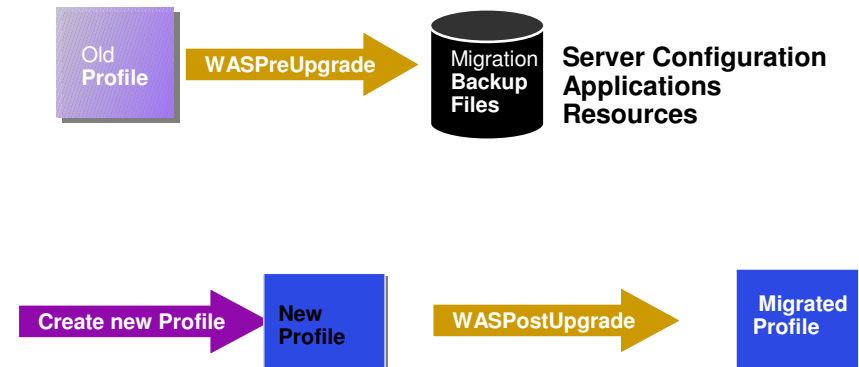 Old
Profile
WASPreUpgrade
Migration
Backup
Files
Server Configuration
Applications
Resources
Create new Profile
New
Profile
WASPostUpgrade
Migrated
Profile